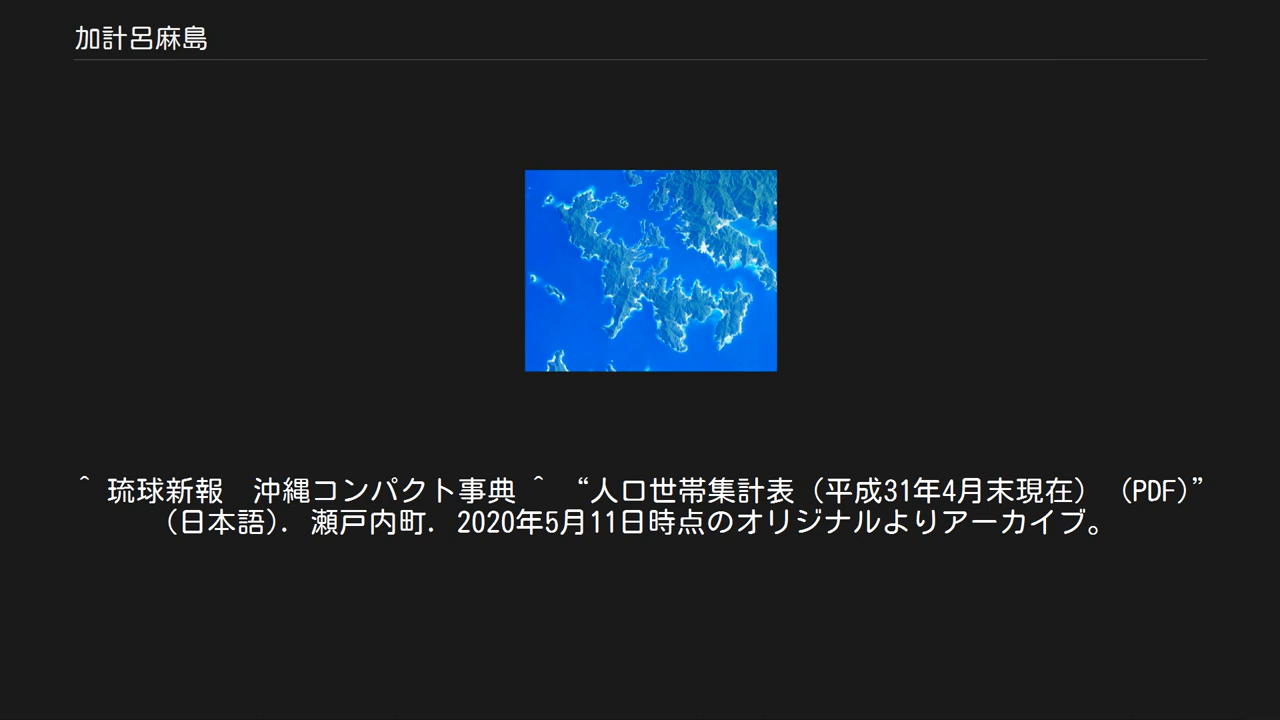 加計呂麻島
^ 琉球新報　沖縄コンパクト事典 ^ “人口世帯集計表（平成31年4月末現在）（PDF)”
（日本語）. 瀬戸内町. 2020年5月11日時点のオリジナルよりアーカイブ。